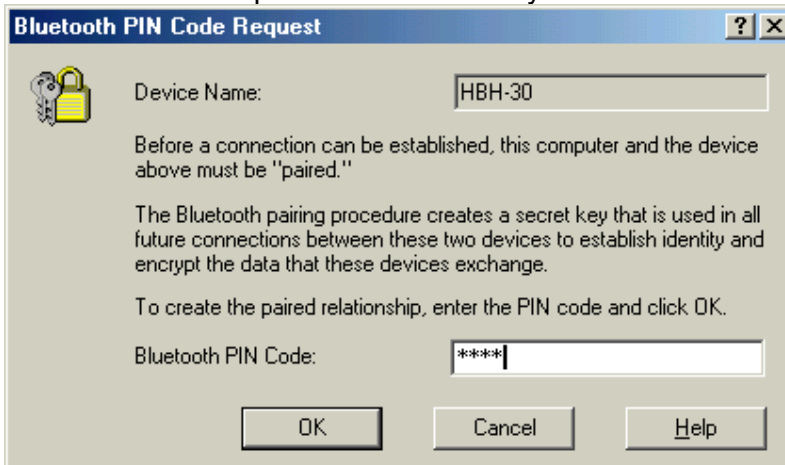 Bluetooth PIN Code Request
Device Name: HBH-30
Before a connection can be established, this computer and the device
above must be "paired."
The Bluetooth pairing procedure creates a secret key that is used in all
future connections between these two devices to establish identity and
encrypt the data that these devices exchange.
To create the paired relationship, enter the PIN code and click OK.
Bluetooth PIN Code: ****
OK Cancel Help